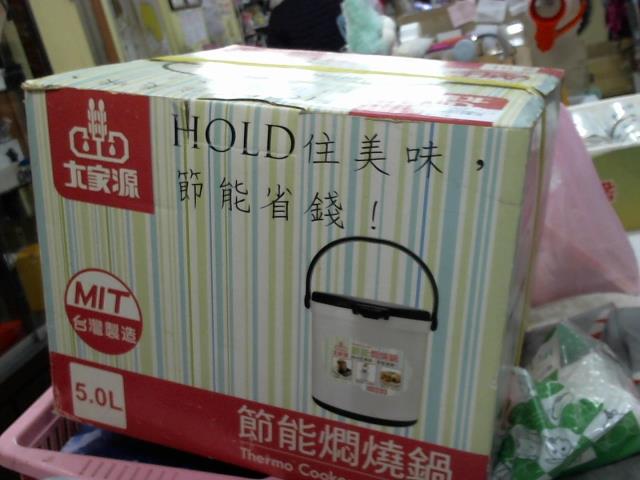 大家源
HOLD住美味，
節能省錢！
MIT
台灣製造
5.0L
節能燜燒鍋
Thermo Cooke